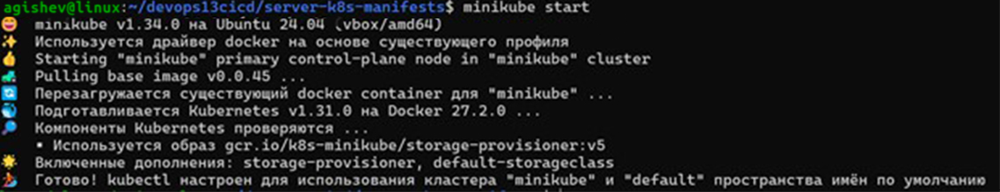 agishev@linux:~/devops13cicd/server-k8s-manifests$ minikube start
minikube v1.34.0 на Ubuntu 24.04 (vbox/amd64)
Используется драйвер docker на основе существующего профиля
Starting "minikube" primary control-plane node in "minikube" cluster
Pulling base image v0.0.45 ...
Перезагружается существующий docker container для "minikube" ...
Подготавливается Kubernetes v1.31.0 на Docker 27.2.0 ...
Компоненты Kubernetes проверяются ...
▪ Используется образ gcr.io/k8s-minikube/storage-provisioner:v5
Включенные дополнения: storage-provisioner, default-storageclass
Готово! kubectl настроен для использования кластера "minikube" и "default" пространства имён по умолчанию